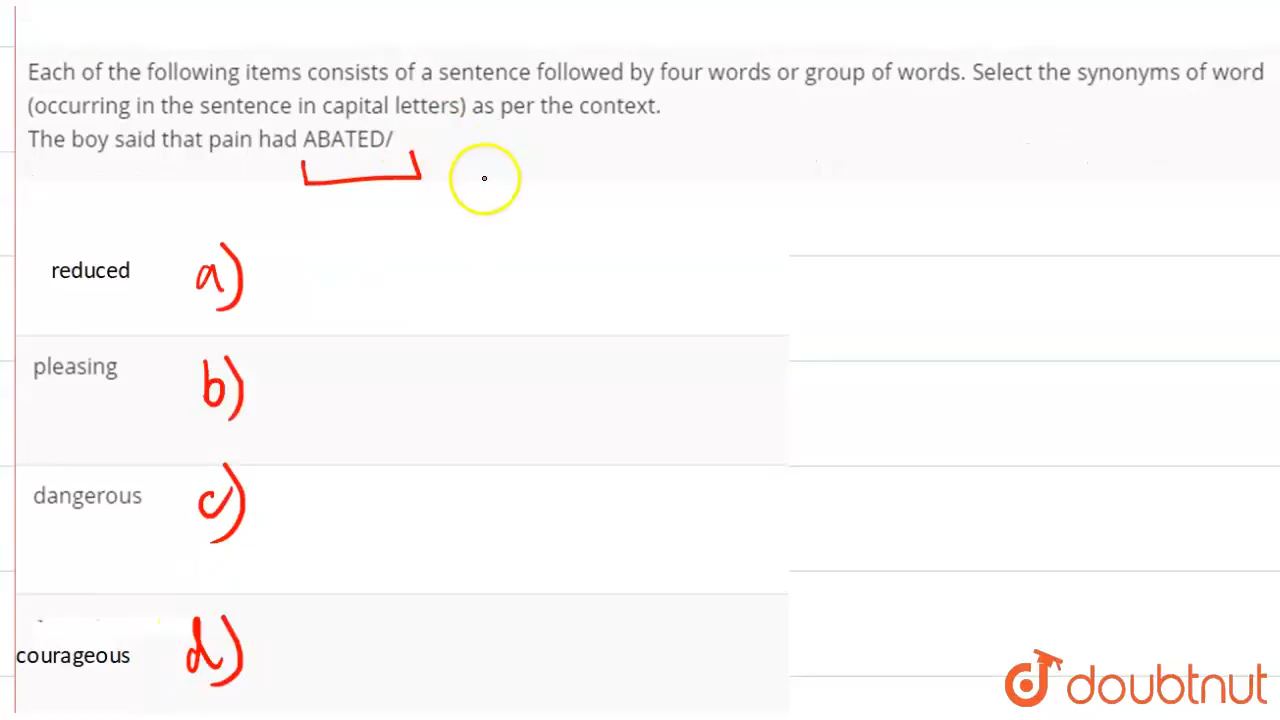 Each of the following items consists of a sentence followed by four words or group of words. Select the synonyms of word
(occurring in the sentence in capital letters) as per the context.
The boy said that pain had ABATED/
reduced a)
pleasing b)
dangerous c)
courageous d)
doubtnut